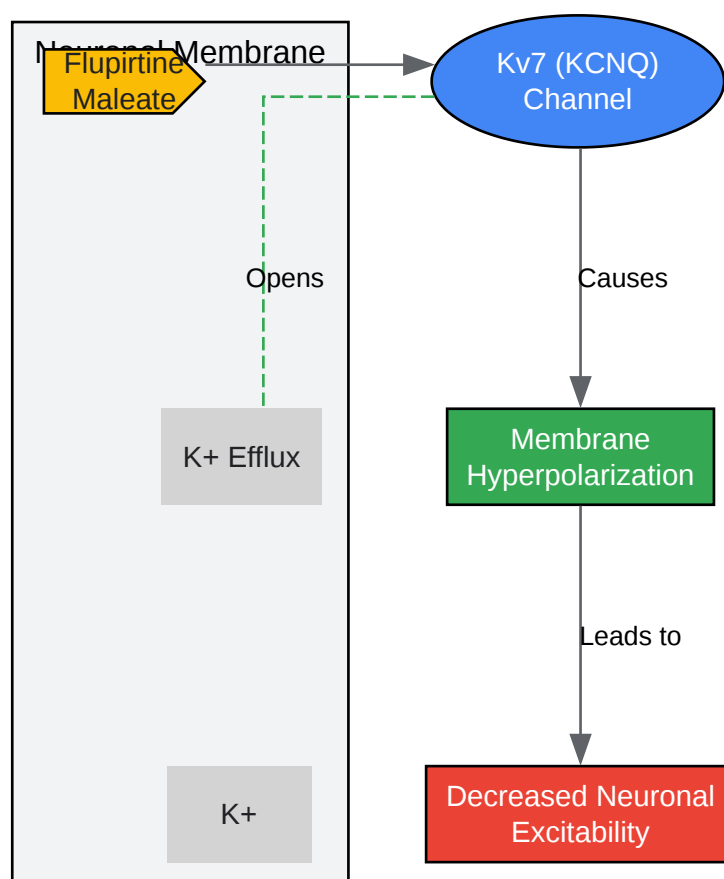 Neuronal Membrane
Flupirtine
Maleate
Kv7 (KCNQ)
Channel
Opens
Causes
K+ Efflux
Membrane
Hyperpolarization
Leads to
K+
Decreased Neuronal
Excitability